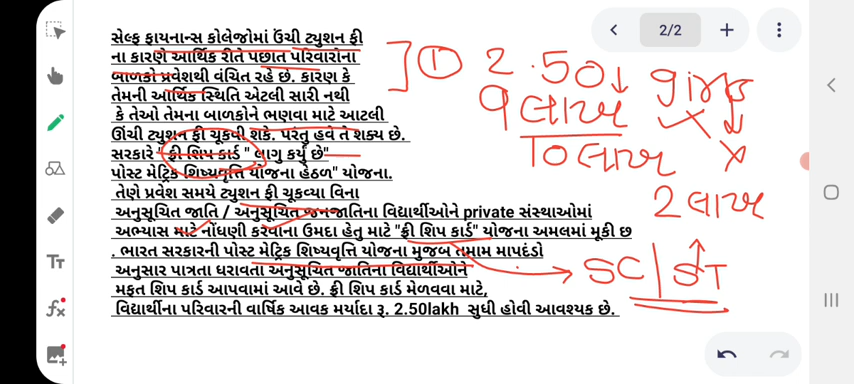 સેલ્ફ ફાયનાન્સ કોલેજોમાં ઉંચી ટ્યુશન ફી
ના કારણે આર્થિક રીતે પછાત પરિવારોના
બાળકો પ્રવેશથી વંચિત રહે છે. કારણ કે
તેમની આર્થિક સ્થિતિ એટલી સારી નથી
કે તેઓ તેમના બાળકોને ભણવા માટે આટલી
ઊંચી ટ્યુશન ફી ચૂકવી શકે. પરંતુ હવે તે શક્ય છે.
સરકારે " ફ્રી શિપ કાર્ડ " લાગુ કર્યું છે"
પોસ્ટ મેટ્રિક શિષ્યવૃત્તિ યોજના હેઠળ" યોજના.
તેણે પ્રવેશ સમયે ટ્યુશન ફી ચૂકવ્યા વિના
અનુસૂચિત જાતિ / અનુસૂચિત જનજાતિના વિદ્યાર્થીઓને private સંસ્થાઓમાં
અભ્યાસ માટે નોંધણી કરવાના ઉમદા હેતુ માટે "ફ્રી શિપ કાર્ડ" યોજના અમલમાં મૂકી છ
. ભારત સરકારની પોસ્ટ મેટ્રિક શિષ્યવૃત્તિ યોજના મુજબ તમામ માપદંડો
અનુસાર પાત્રતા ધરાવતા અનુસૂચિત જાતિના વિદ્યાર્થીઓને
મફત શિપ કાર્ડ આપવામાં આવે છે. ફ્રી શિપ કાર્ડ મેળવવા માટે,
વિદ્યાર્થીના પરિવારની વાર્ષિક આવક મર્યાદા રૂ. 2.50lakh સુધી હોવી આવશ્યક છે.
2/2
① 2.50
9 લાખ
10 લાખ
girls
2 લાખ
SC | ST
Tт
fx